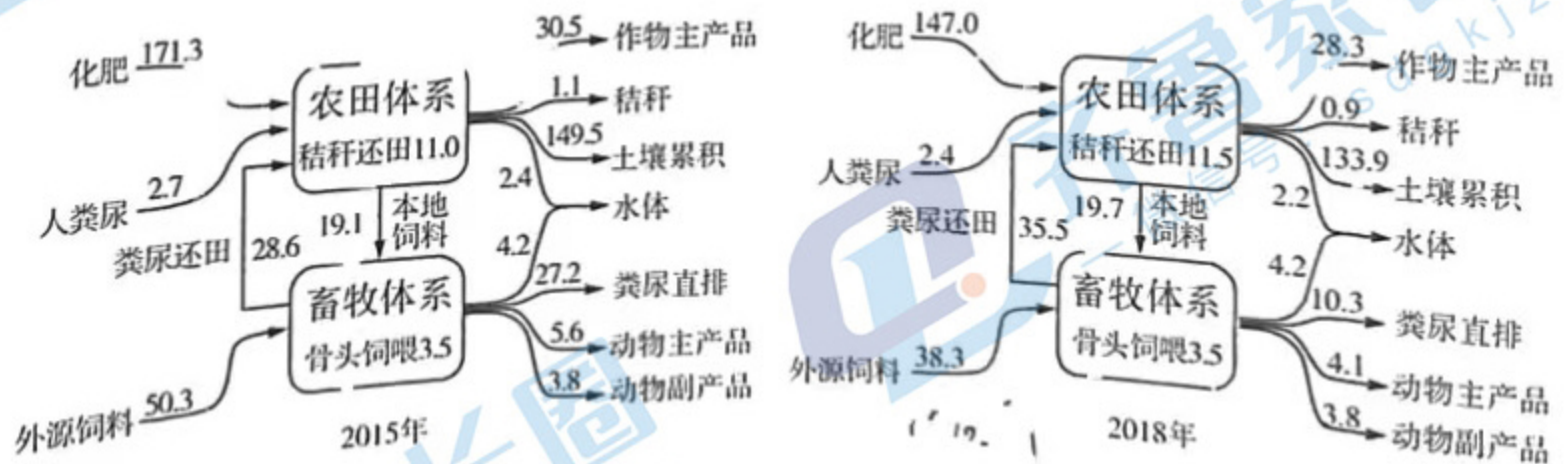 化肥 171.3
30.5 作物主产品
农田体系
秸秆还田11.0
1.1 秸秆
149.5 土壤累积
人粪尿 2.7
2.4
水体
粪尿还田 28.6
19.1 本地饲料
4.2
畜牧体系
骨头饲喂3.5
27.2 粪尿直排
5.6 动物主产品
3.8 动物副产品
外源饲料 50.3
2015年
化肥 147.0
28.3 作物主产品
农田体系
秸秆还田11.5
0.9 秸秆
133.9 土壤累积
人粪尿 2.4
2.2
水体
粪尿还田 35.5
19.7 本地饲料
4.2
畜牧体系
骨头饲喂3.5
10.3 粪尿直排
4.1 动物主产品
3.8 动物副产品
外源饲料 38.3
2018年